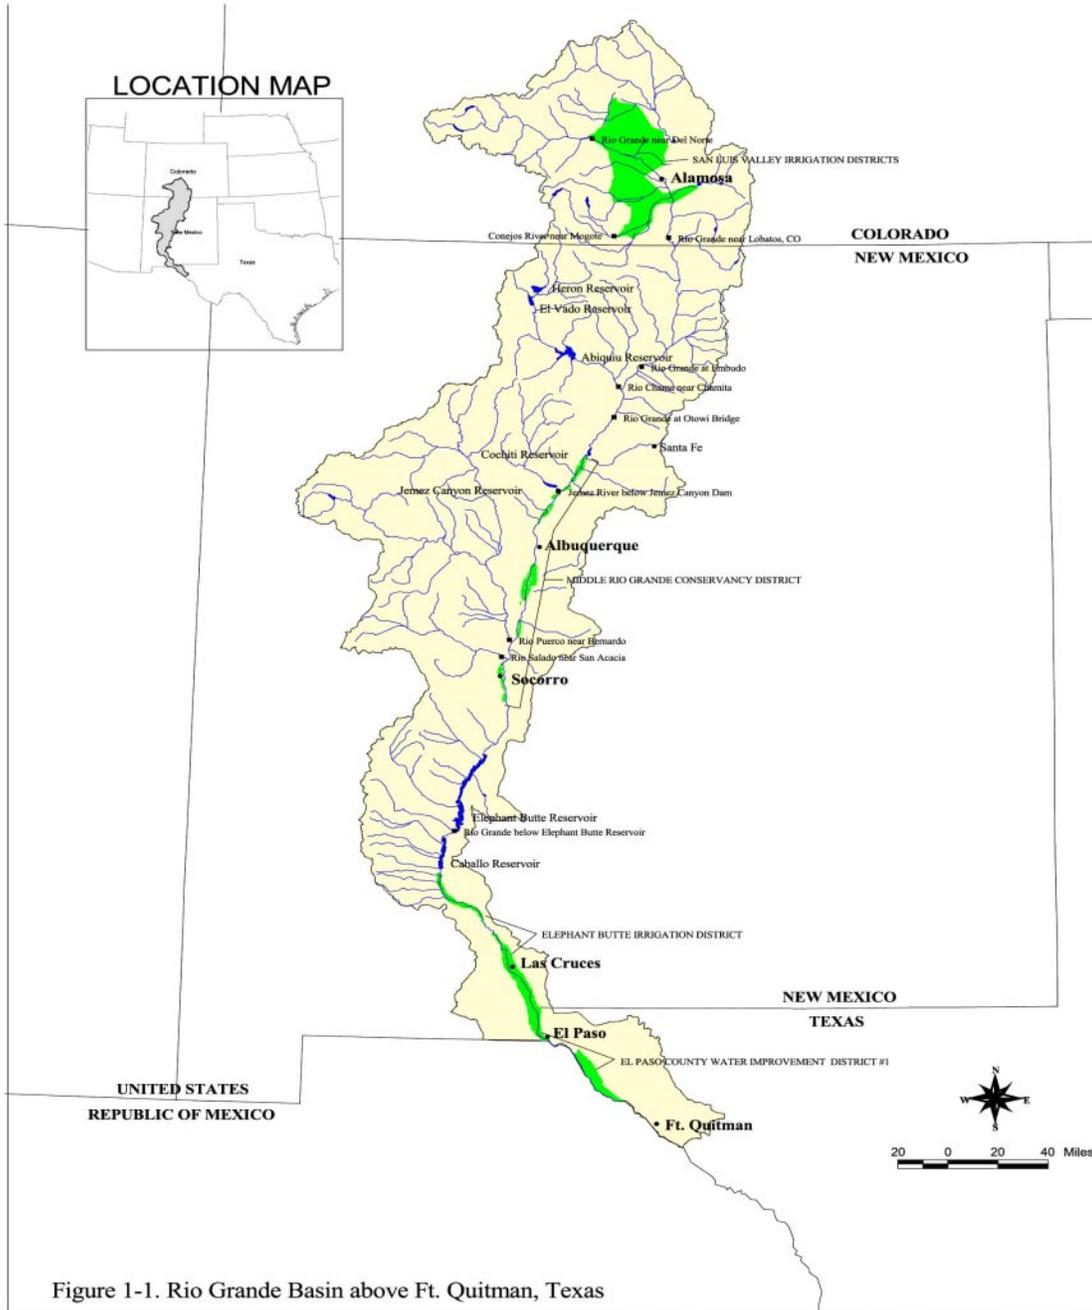 LOCATION MAP
Colorado
New Mexico
Texas
Rio Grande near Del Norte
SAN LUIS VALLEY IRRIGATION DISTRICTS
Alamosa
Conejos River near Mogote
Rio Grande near Lobatos, CO
COLORADO
NEW MEXICO
Heron Reservoir
El Vado Reservoir
Abiquiu Reservoir
Rio Grande at Embudo
Rio Chama near Chamita
Rio Grande at Otowi Bridge
Santa Fe
Cochiti Reservoir
Jemez Canyon Reservoir
Jemez River below Jemez Canyon Dam
Albuquerque
MIDDLE RIO GRANDE CONSERVANCY DISTRICT
Rio Puerco near Bernardo
Rio Salado near San Acacia
Socorro
Elephant Butte Reservoir
Rio Grande below Elephant Butte Reservoir
Caballo Reservoir
ELEPHANT BUTTE IRRIGATION DISTRICT
Las Cruces
NEW MEXICO
TEXAS
El Paso
EL PASO COUNTY WATER IMPROVEMENT DISTRICT #1
UNITED STATES
REPUBLIC OF MEXICO
N
W E
S
Ft. Quitman
20 0 20 40 Miles
Figure 1-1. Rio Grande Basin above Ft. Quitman, Texas